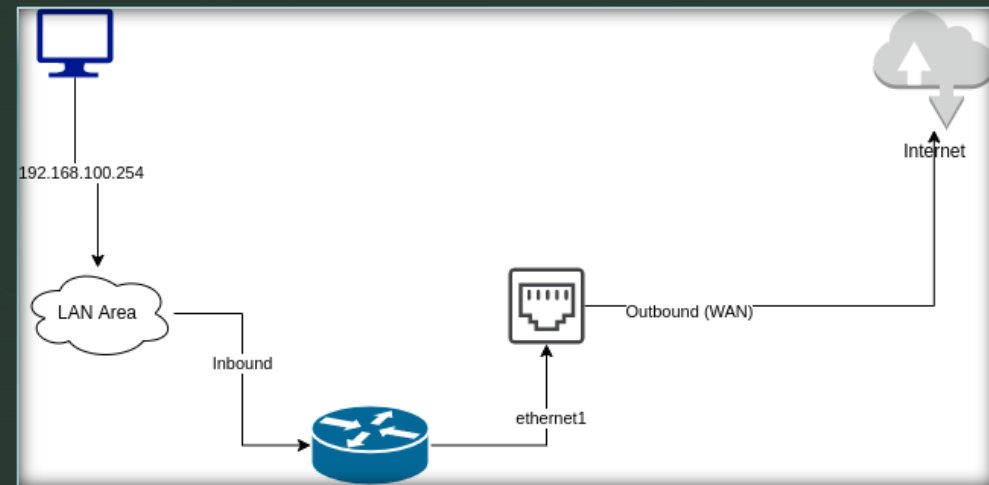 192.168.100.254
LAN Area
Inbound
ethernet1
Outbound (WAN)
Internet